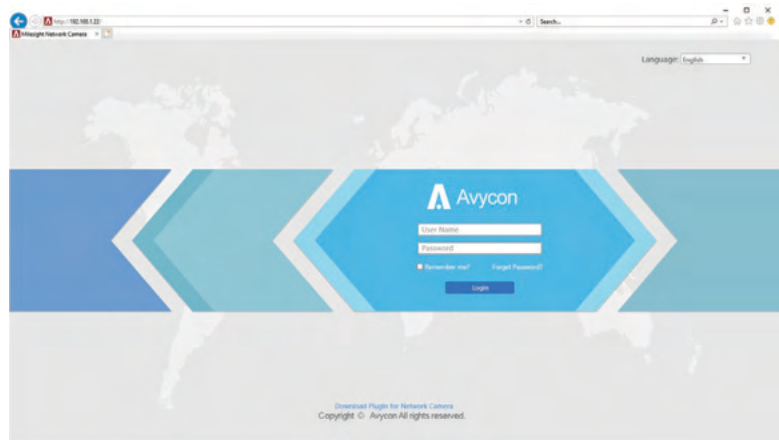 http://192.168.1.22/
Search...
Milesight Network Camera
Language: English
Avycon
User Name
Password
Remember me? Forget Password?
Login
Download Plugin for Network Camera
Copyright © Avycon All rights reserved.